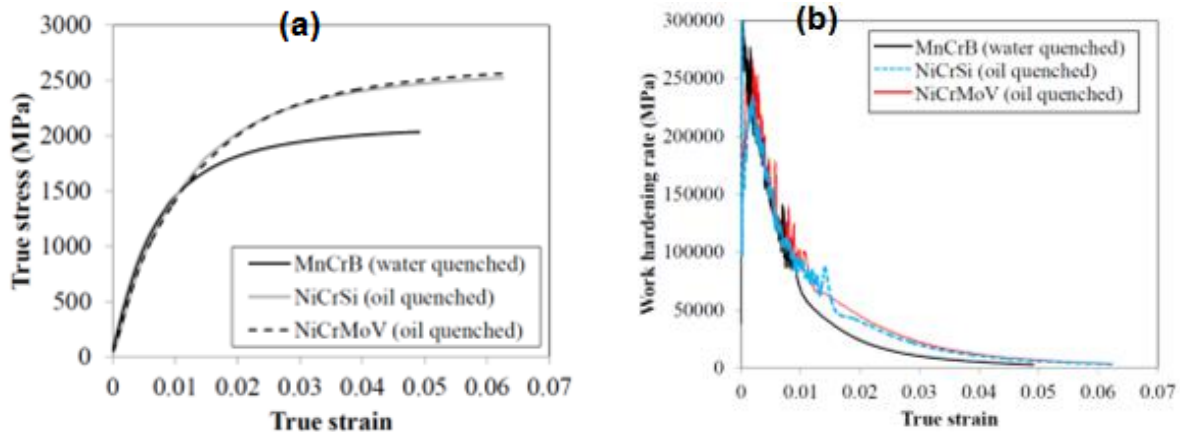 (a)
3000
2500
2000
1500
1000
500
0
True stress (MPa)
MnCrB (water quenched)
NiCrSi (oil quenched)
NiCrMoV (oil quenched)
0 0.01 0.02 0.03 0.04 0.05 0.06 0.07
True strain
(b)
300000
250000
200000
150000
100000
50000
0
Work hardening rate (MPa)
MnCrB (water quenched)
NiCrSi (oil quenched)
NiCrMoV (oil quenched)
0 0.01 0.02 0.03 0.04 0.05 0.06 0.07
True strain